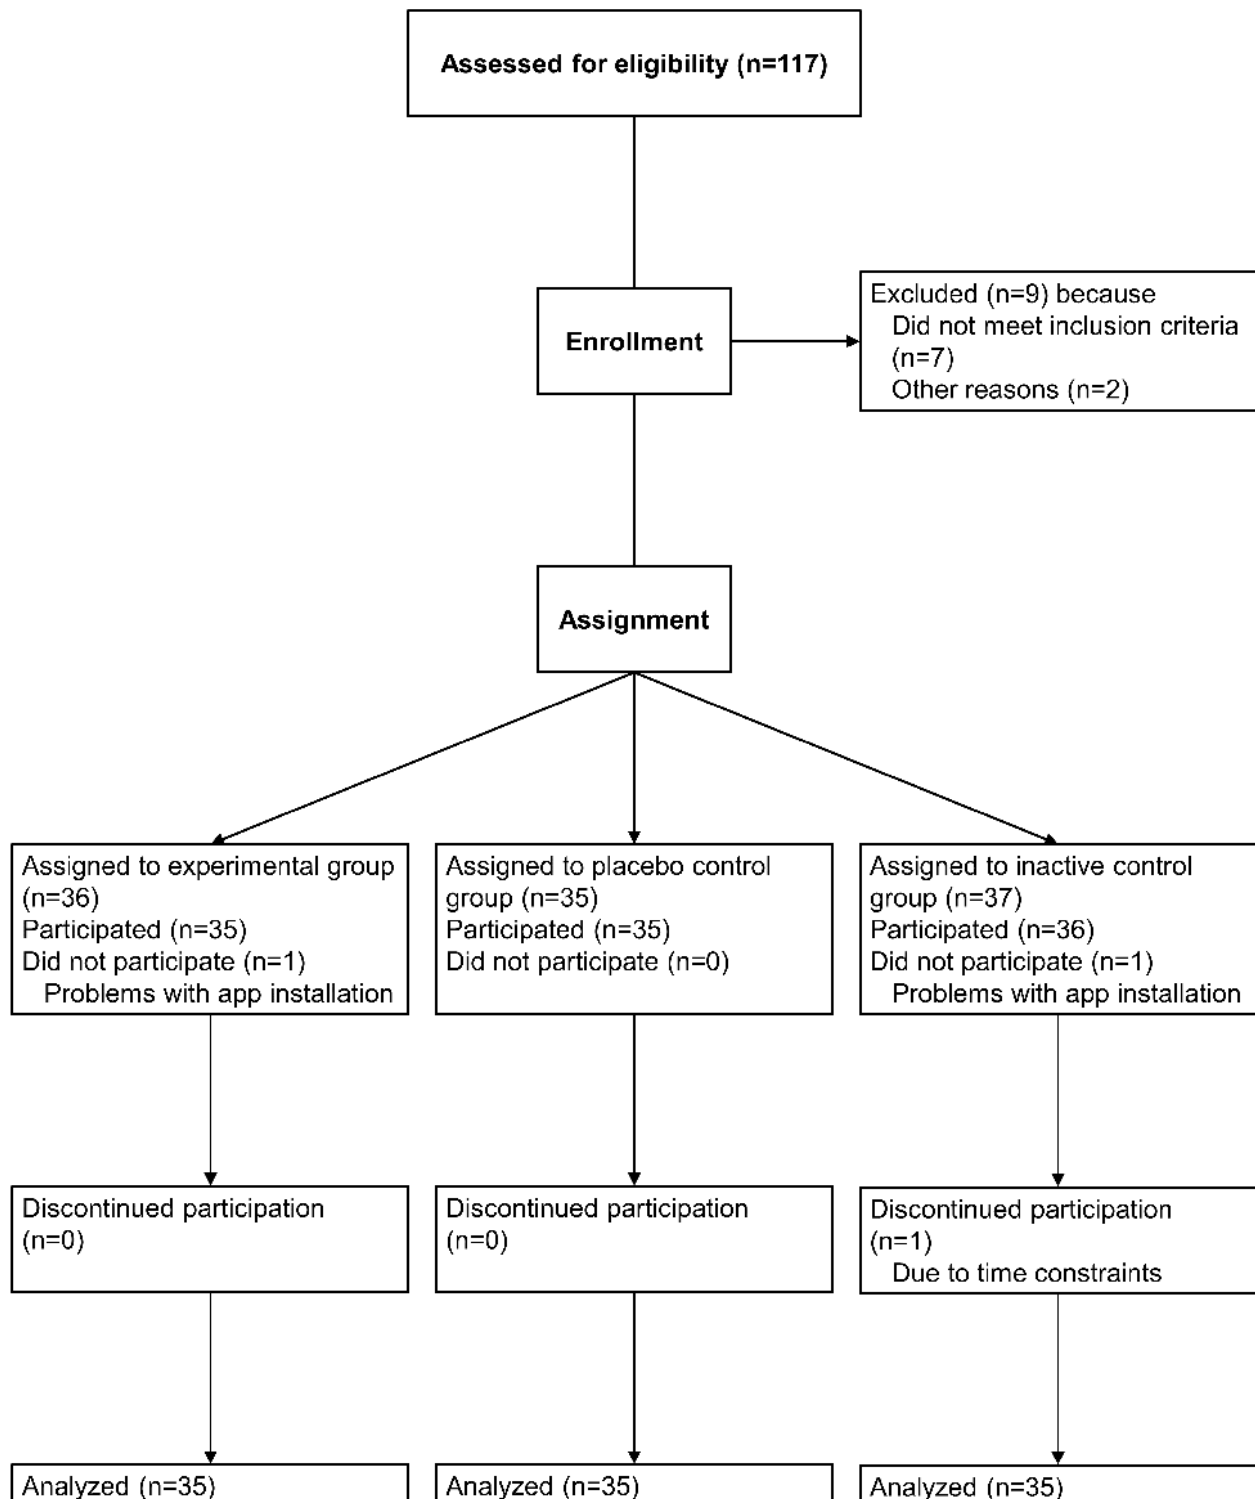 Assessed for eligibility (n=117)
Excluded (n=9) because
Did not meet inclusion criteria
(n=7)
Other reasons (n=2)
Enrollment
Assignment
Assigned to experimental group
(n=36)
Participated (n=35)
Did not participate (n=1)
Problems with app installation
Assigned to placebo control
group (n=35)
Participated (n=35)
Did not participate (n=0)
Assigned to inactive control
group (n=37)
Participated (n=36)
Did not participate (n=1)
Problems with app installation
Discontinued participation
(n=0)
Discontinued participation
(n=0)
Discontinued participation
(n=1)
Due to time constraints
Analyzed (n=35)
Analyzed (n=35)
Analyzed (n=35)